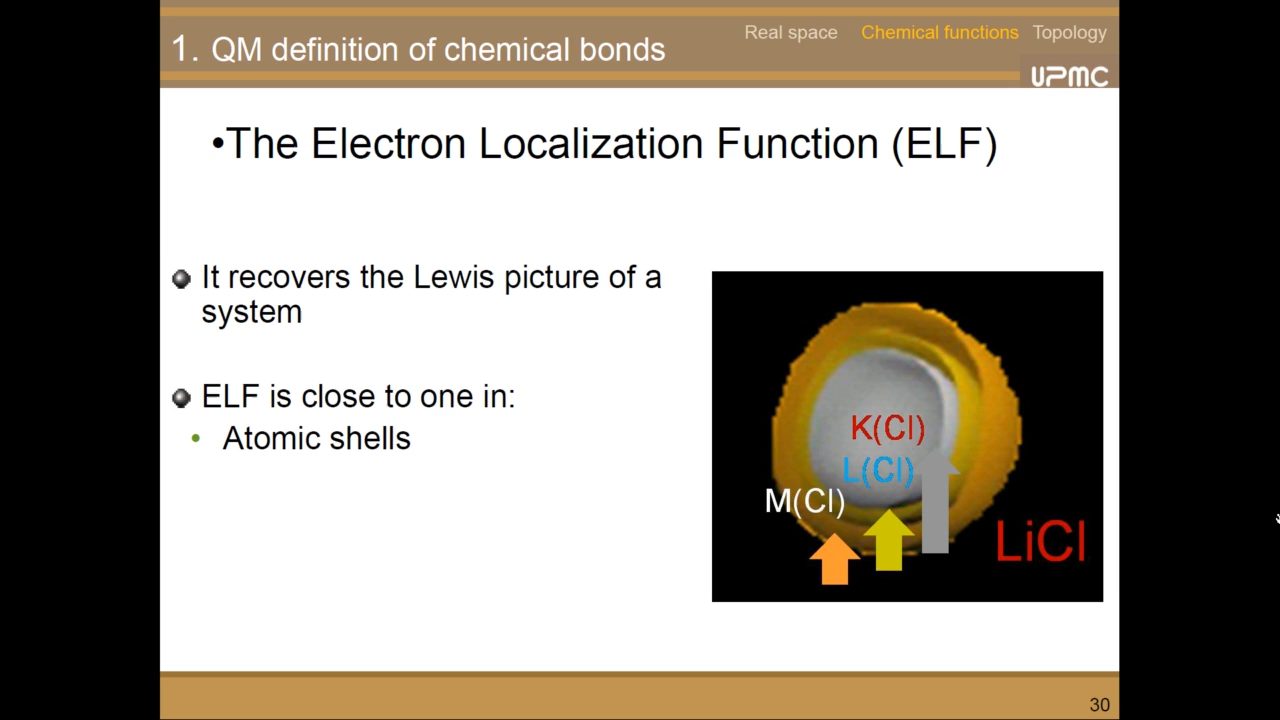 1. QM definition of chemical bonds
Real space Chemical functions Topology
UPMC
•The Electron Localization Function (ELF)
It recovers the Lewis picture of a
system
ELF is close to one in:
• Atomic shells
K(Cl)
L(Cl)
M(Cl)
LiCl
30